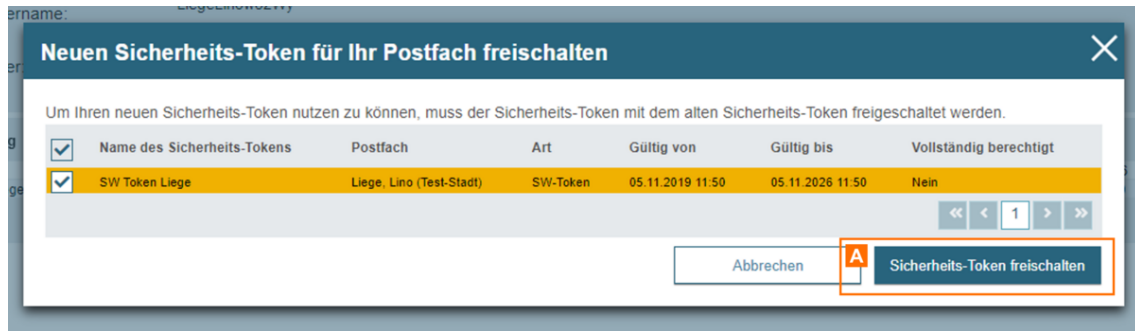 ername:
Neuen Sicherheits-Token für Ihr Postfach freischalten
Um Ihren neuen Sicherheits-Token nutzen zu können, muss der Sicherheits-Token mit dem alten Sicherheits-Token freigeschaltet werden.
Name des Sicherheits-Tokens Postfach Art Gültig von Gültig bis Vollständig berechtigt
SW Token Liege Liege, Lino (Test-Stadt) SW-Token 05.11.2019 11:50 05.11.2026 11:50 Nein
« < 1 > »
Abbrechen A Sicherheits-Token freischalten